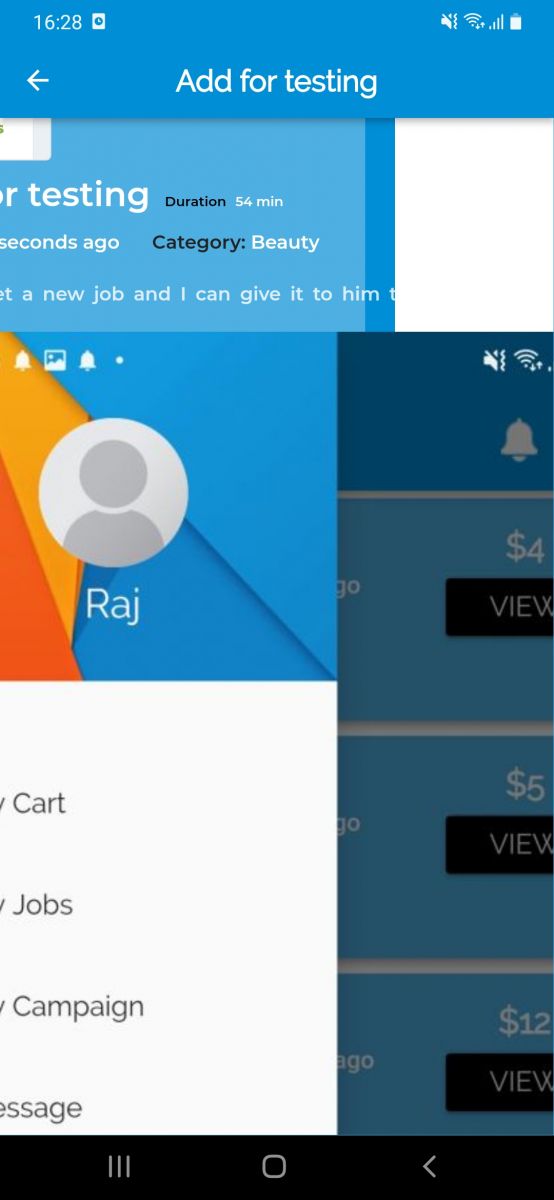 16:28
Add for testing
s
or testing Duration 54 min
seconds ago Category: Beauty
et a new job and I can give it to him t
Raj
$4
go
VIEW
y Cart
$5
go
VIEW
y Jobs
y Campaign
$12
ago
VIEW
essage